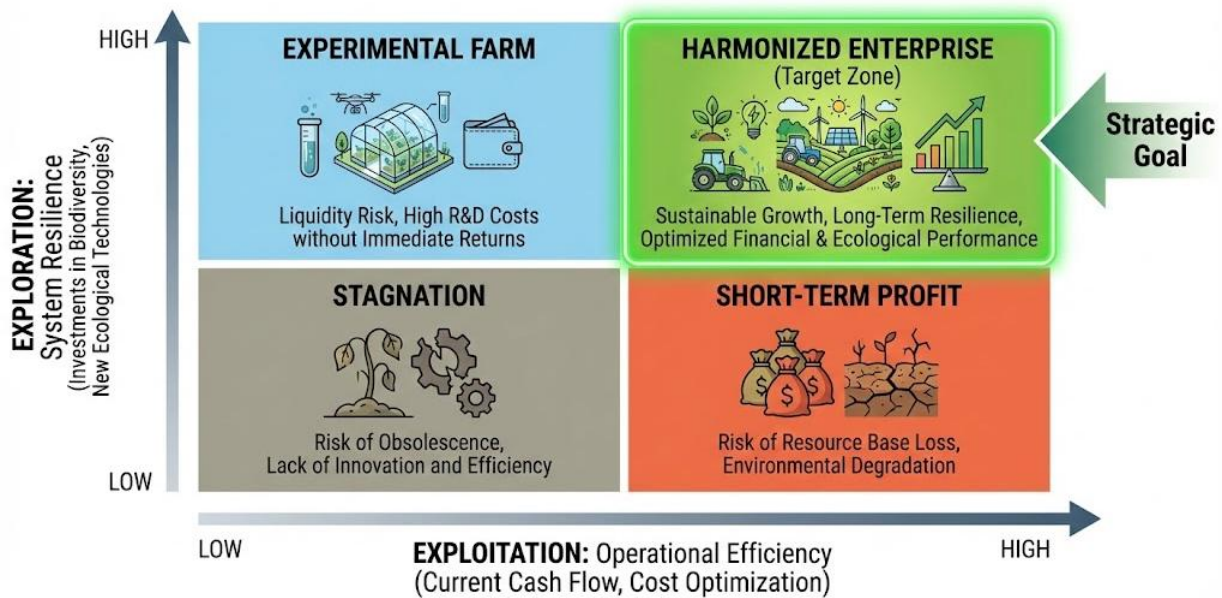 HIGH
EXPLORATION:
System Resilience
(Investments in Biodiversity,
New Ecological Technologies)
LOW
EXPERIMENTAL FARM
Liquidity Risk, High R&D Costs
without Immediate Returns
HARMONIZED ENTERPRISE
(Target Zone)
Sustainable Growth, Long-Term Resilience,
Optimized Financial & Ecological Performance
Strategic
Goal
STAGNATION
Risk of Obsolescence,
Lack of Innovation and Efficiency
SHORT-TERM PROFIT
$
$
$
Risk of Resource Base Loss,
Environmental Degradation
LOW
EXPLOITATION: Operational Efficiency
(Current Cash Flow, Cost Optimization)
HIGH